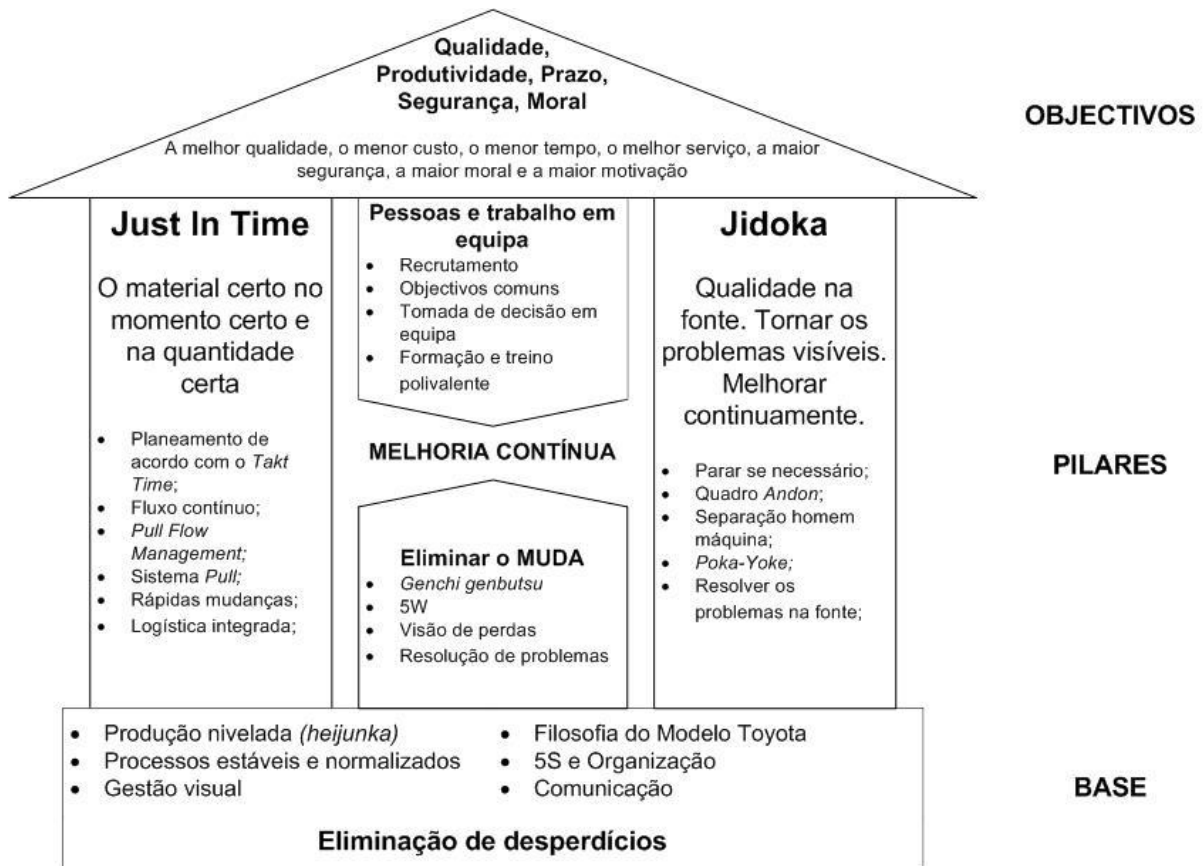 Qualidade,
Produtividade, Prazo,
Segurança, Moral
A melhor qualidade, o menor custo, o menor tempo, o melhor serviço, a maior
segurança, a maior moral e a maior motivação
OBJECTIVOS
Just In Time
O material certo no
momento certo e
na quantidade
certa
• Planeamento de
acordo com o Takt
Time;
• Fluxo contínuo;
• Pull Flow
Management;
• Sistema Pull;
• Rápidas mudanças;
• Logística integrada;
Pessoas e trabalho em
equipa
• Recrutamento
• Objectivos comuns
• Tomada de decisão em
equipa
• Formação e treino
polivalente
MELHORIA CONTÍNUA
Eliminar o MUDA
• Genchi genbutsu
• 5W
• Visão de perdas
• Resolução de problemas
Jidoka
Qualidade na
fonte. Tornar os
problemas visíveis.
Melhorar
continuamente.
• Parar se necessário;
• Quadro Andon;
• Separação homem
máquina;
• Poka-Yoke;
• Resolver os
problemas na fonte;
PILARES
• Produção nivelada (heijunka)
• Processos estáveis e normalizados
• Gestão visual
• Filosofia do Modelo Toyota
• 5S e Organização
• Comunicação
Eliminação de desperdícios
BASE